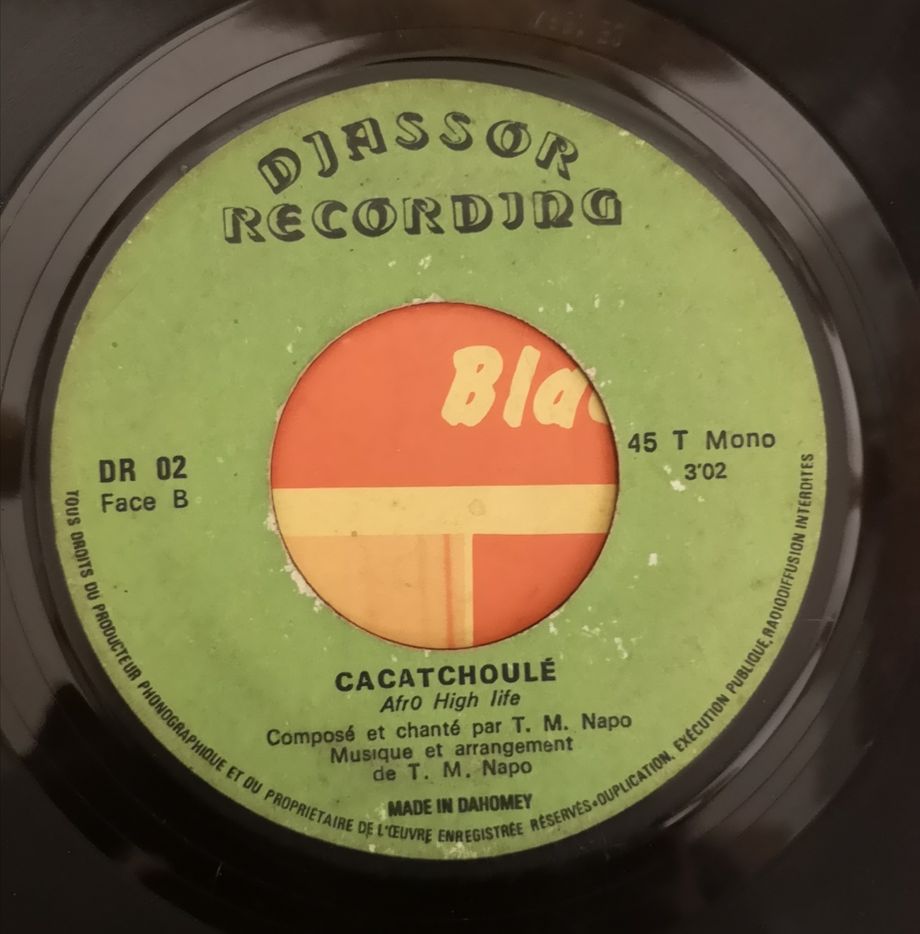 DJASSOR
RECORDING
Bla
DR 02
Face B
45 T Mono
3'02
CACATCHOULÉ
Afro High life
Composé et chanté par T. M. Napo
Musique et arrangement
de T. M. Napo
MADE IN DAHOMEY
TOUS DROITS DU PRODUCTEUR PHONOGRAPHIQUE ET DU PROPRIETAIRE DE L'ŒUVRE ENREGISTRÉE RÉSERVÉS•DUPLICATION, EXÉCUTION PUBLIQUE, RADIODIFFUSION INTERDITES